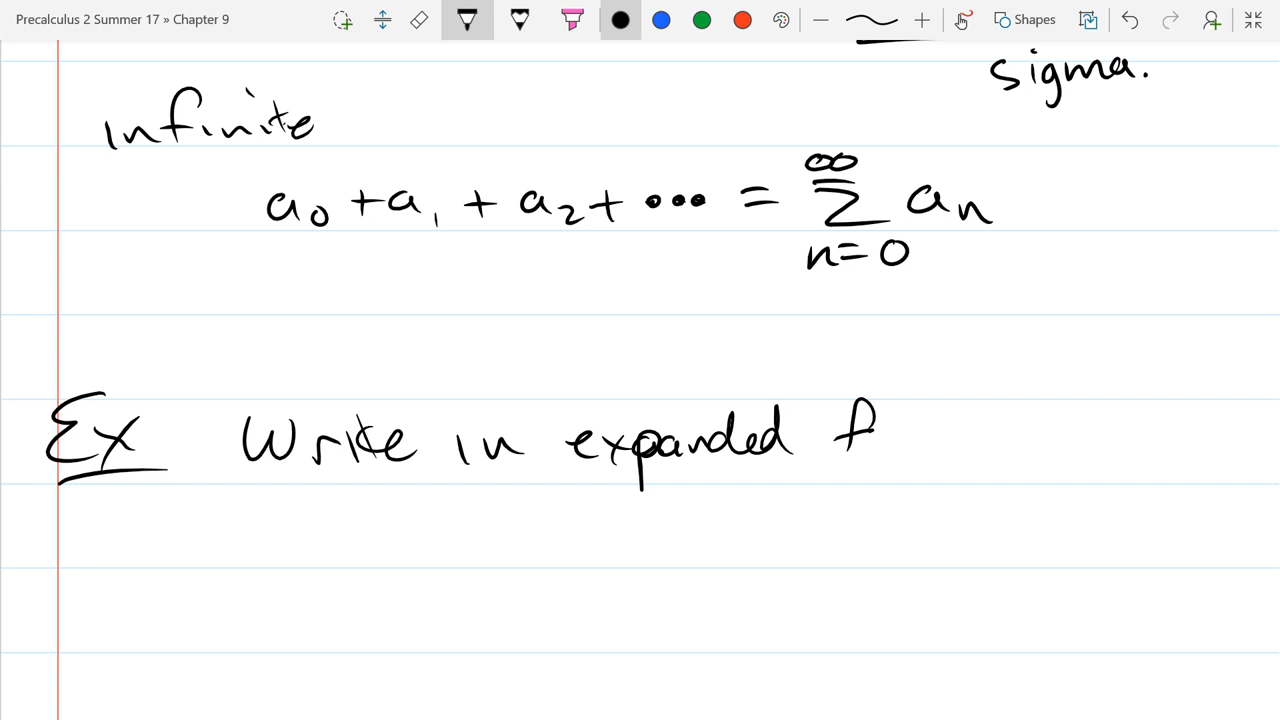 Precalculus 2 Summer 17 » Chapter 9
Shapes
sigma.
Infinite
a₀ + a₁ + a₂ + ••• = ∞ Σ n=0 aₙ
Ex Write in expanded f